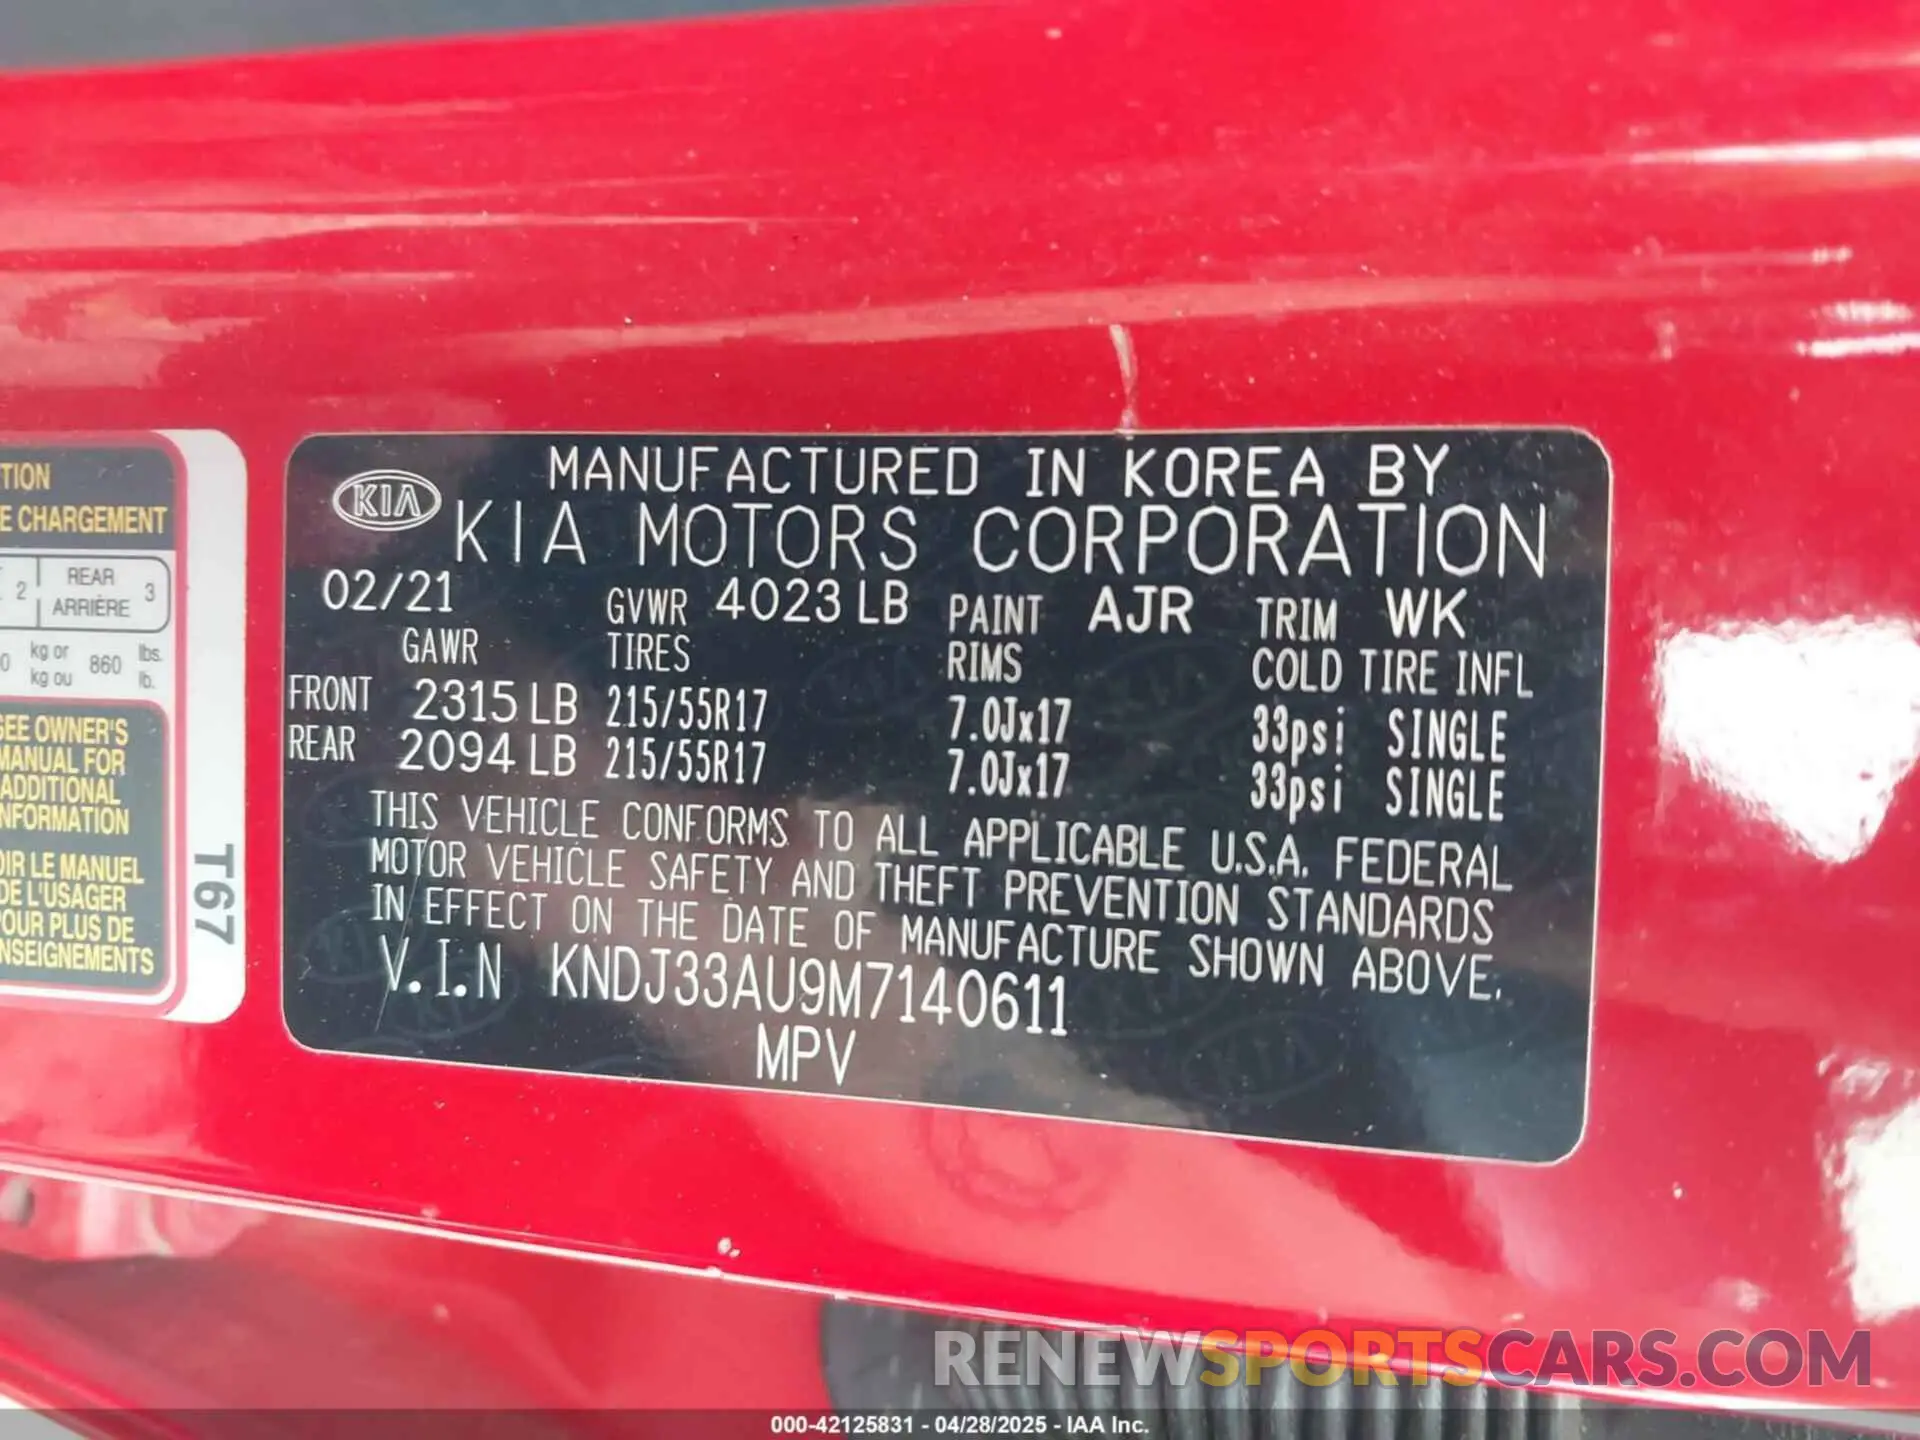 TION
E CHARGEMENT
2 REAR 3
ARRIÈRE
0 kg or 860 lbs.
kg ou lb.
SEE OWNER'S
MANUAL FOR
ADDITIONAL
INFORMATION
OIR LE MANUEL
DE L'USAGER
POUR PLUS DE
NSEIGNEMENTS
T67
KIA
MANUFACTURED IN KOREA BY
KIA MOTORS CORPORATION
02/21 GVWR 4023 LB PAINT AJR TRIM WK
GAWR TIRES RIMS COLD TIRE INFL
FRONT 2315 LB 215/55R17 7.0Jx17 33psi SINGLE
REAR 2094 LB 215/55R17 7.0Jx17 33psi SINGLE
THIS VEHICLE CONFORMS TO ALL APPLICABLE U.S.A. FEDERAL
MOTOR VEHICLE SAFETY AND THEFT PREVENTION STANDARDS
IN EFFECT ON THE DATE OF MANUFACTURE SHOWN ABOVE.
V.I.N KNDJ33AU9M7140611
MPV
RENEWSPORTSCARS.COM
000-42125831 - 04/28/2025 - IAA Inc.